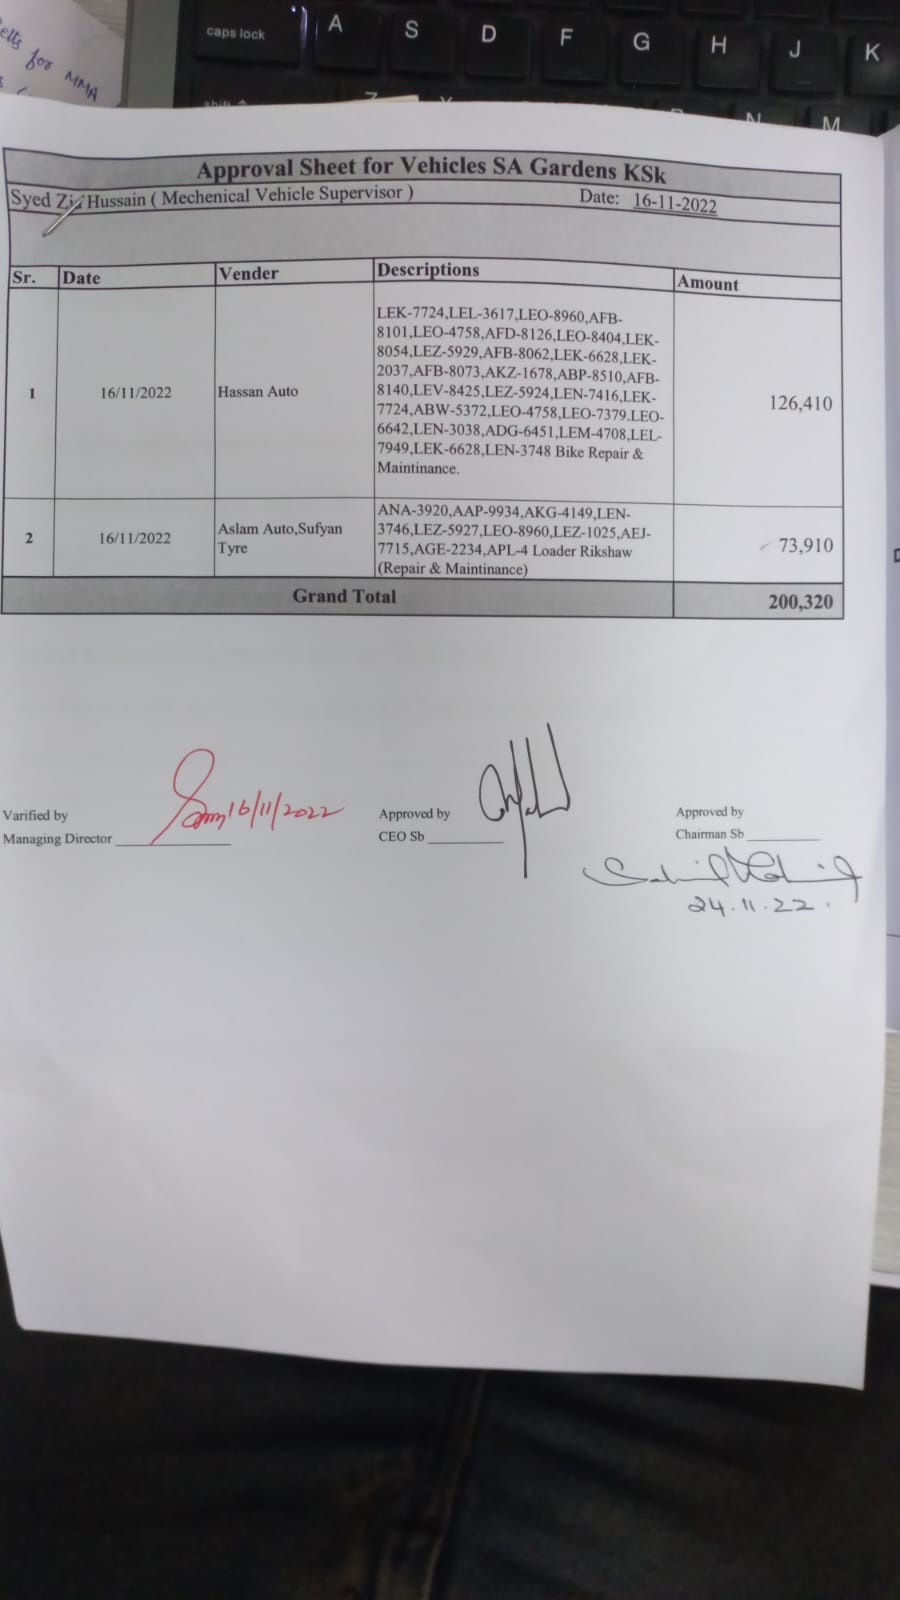 elts for MMA
caps lock
A S D F G H J K
shift
N M
Approval Sheet for Vehicles SA Gardens KSk
Syed Zi Hussain ( Mechenical Vehicle Supervisor ) Date: 16-11-2022
Sr. Date Vender Descriptions Amount
1 16/11/2022 Hassan Auto
LEK-7724,LEL-3617,LEO-8960,AFB-
8101,LEO-4758,AFD-8126,LEO-8404,LEK-
8054,LEZ-5929,AFB-8062,LEK-6628,LEK-
2037,AFB-8073,AKZ-1678,ABP-8510,AFB-
8140,LEV-8425,LEZ-5924,LEN-7416,LEK-
7724,ABW-5372,LEO-4758,LEO-7379.LEO-
6642,LEN-3038,ADG-6451,LEM-4708,LEL-
7949,LEK-6628,LEN-3748 Bike Repair &
Maintinance.
126,410
2 16/11/2022 Aslam Auto,Sufyan
Tyre
ANA-3920,AAP-9934,AKG-4149,LEN-
3746,LEZ-5927,LEO-8960,LEZ-1025,AEJ-
7715,AGE-2234,APL-4 Loader Rikshaw
(Repair & Maintinance)
73,910
Grand Total 200,320
Varified by
Managing Director
16/11/2022
Approved by
CEO Sb
Approved by
Chairman Sb
24.11.22.